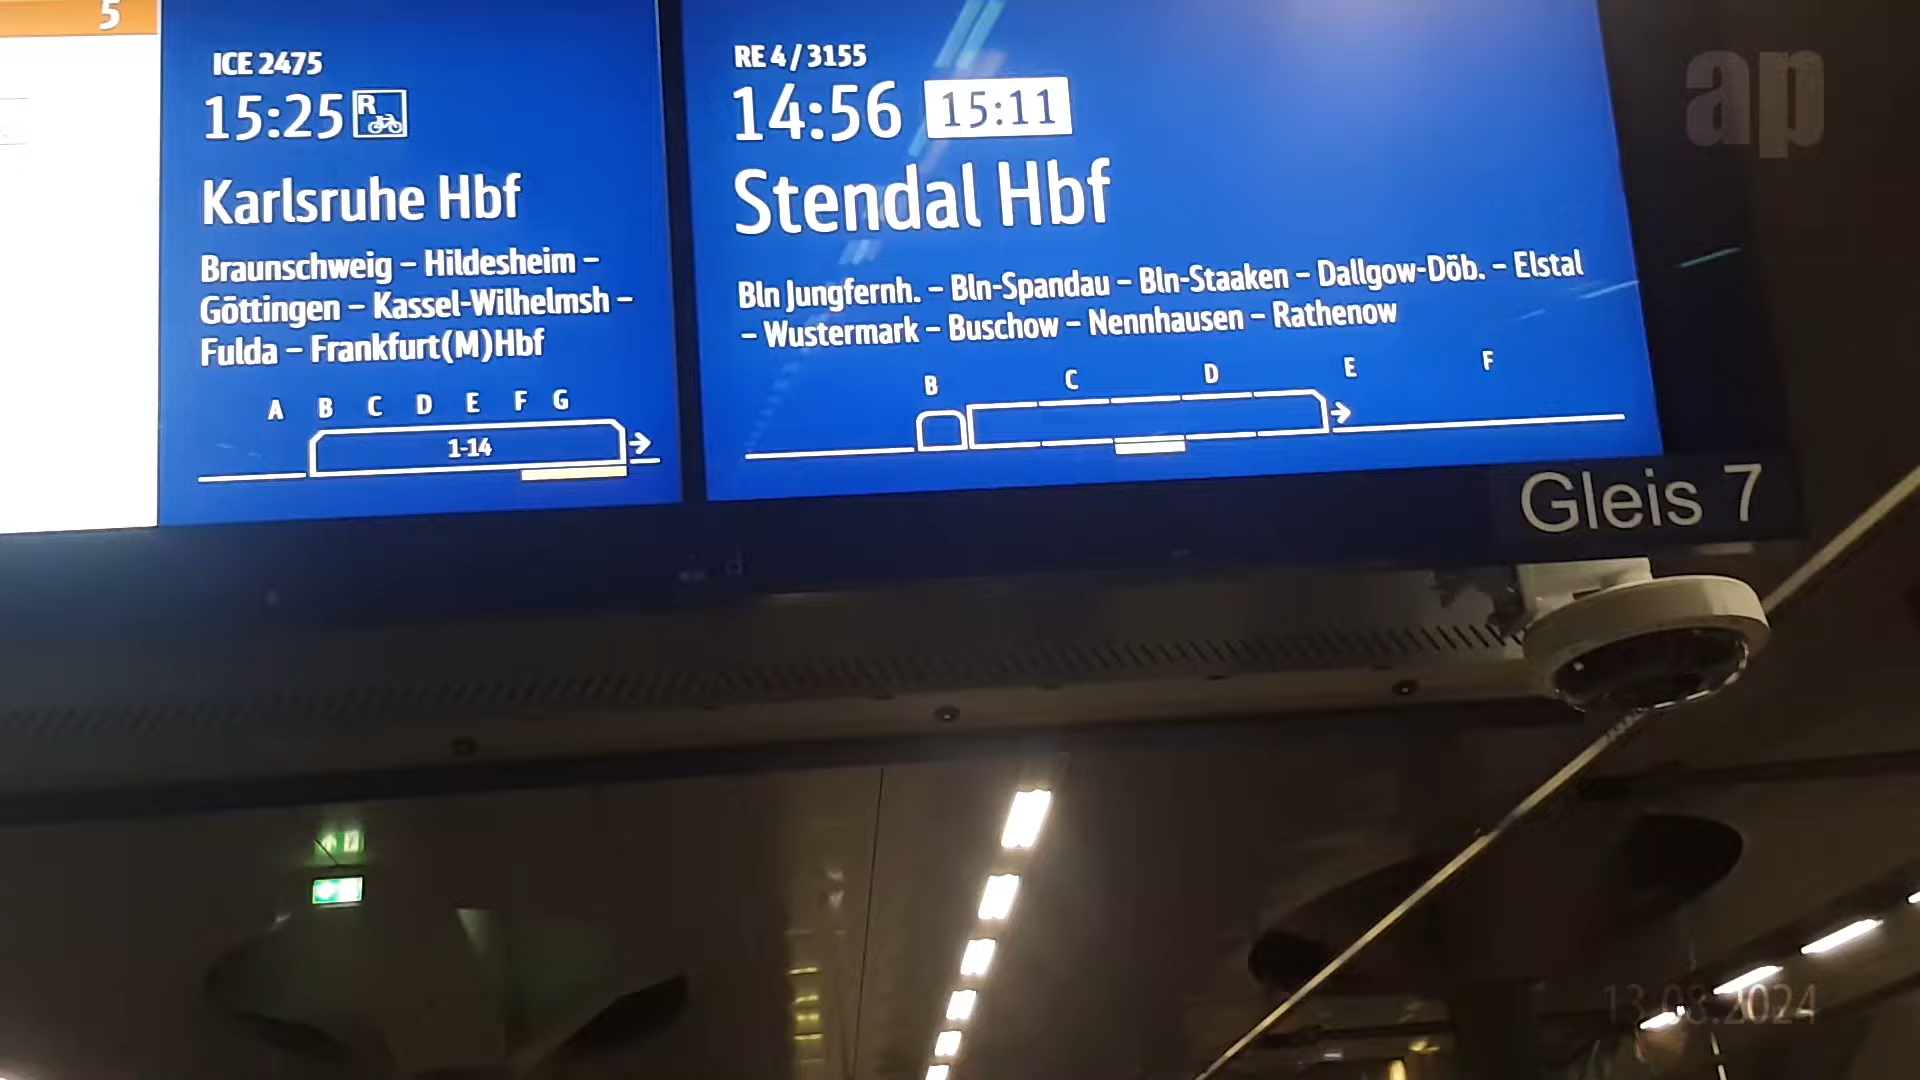 5
ICE 2475
15:25 R
Karlsruhe Hbf
Braunschweig – Hildesheim –
Göttingen – Kassel-Wilhelmsh –
Fulda – Frankfurt(M)Hbf
A B C D E F G
1-14
RE 4 / 3155
14:56 15:11
Stendal Hbf
Bln Jungfernh. – Bln-Spandau – Bln-Staaken – Dallgow-Döb. – Elstal
– Wustermark – Buschow – Nennhausen – Rathenow
B C D E F
Gleis 7
ap
13.08.2024